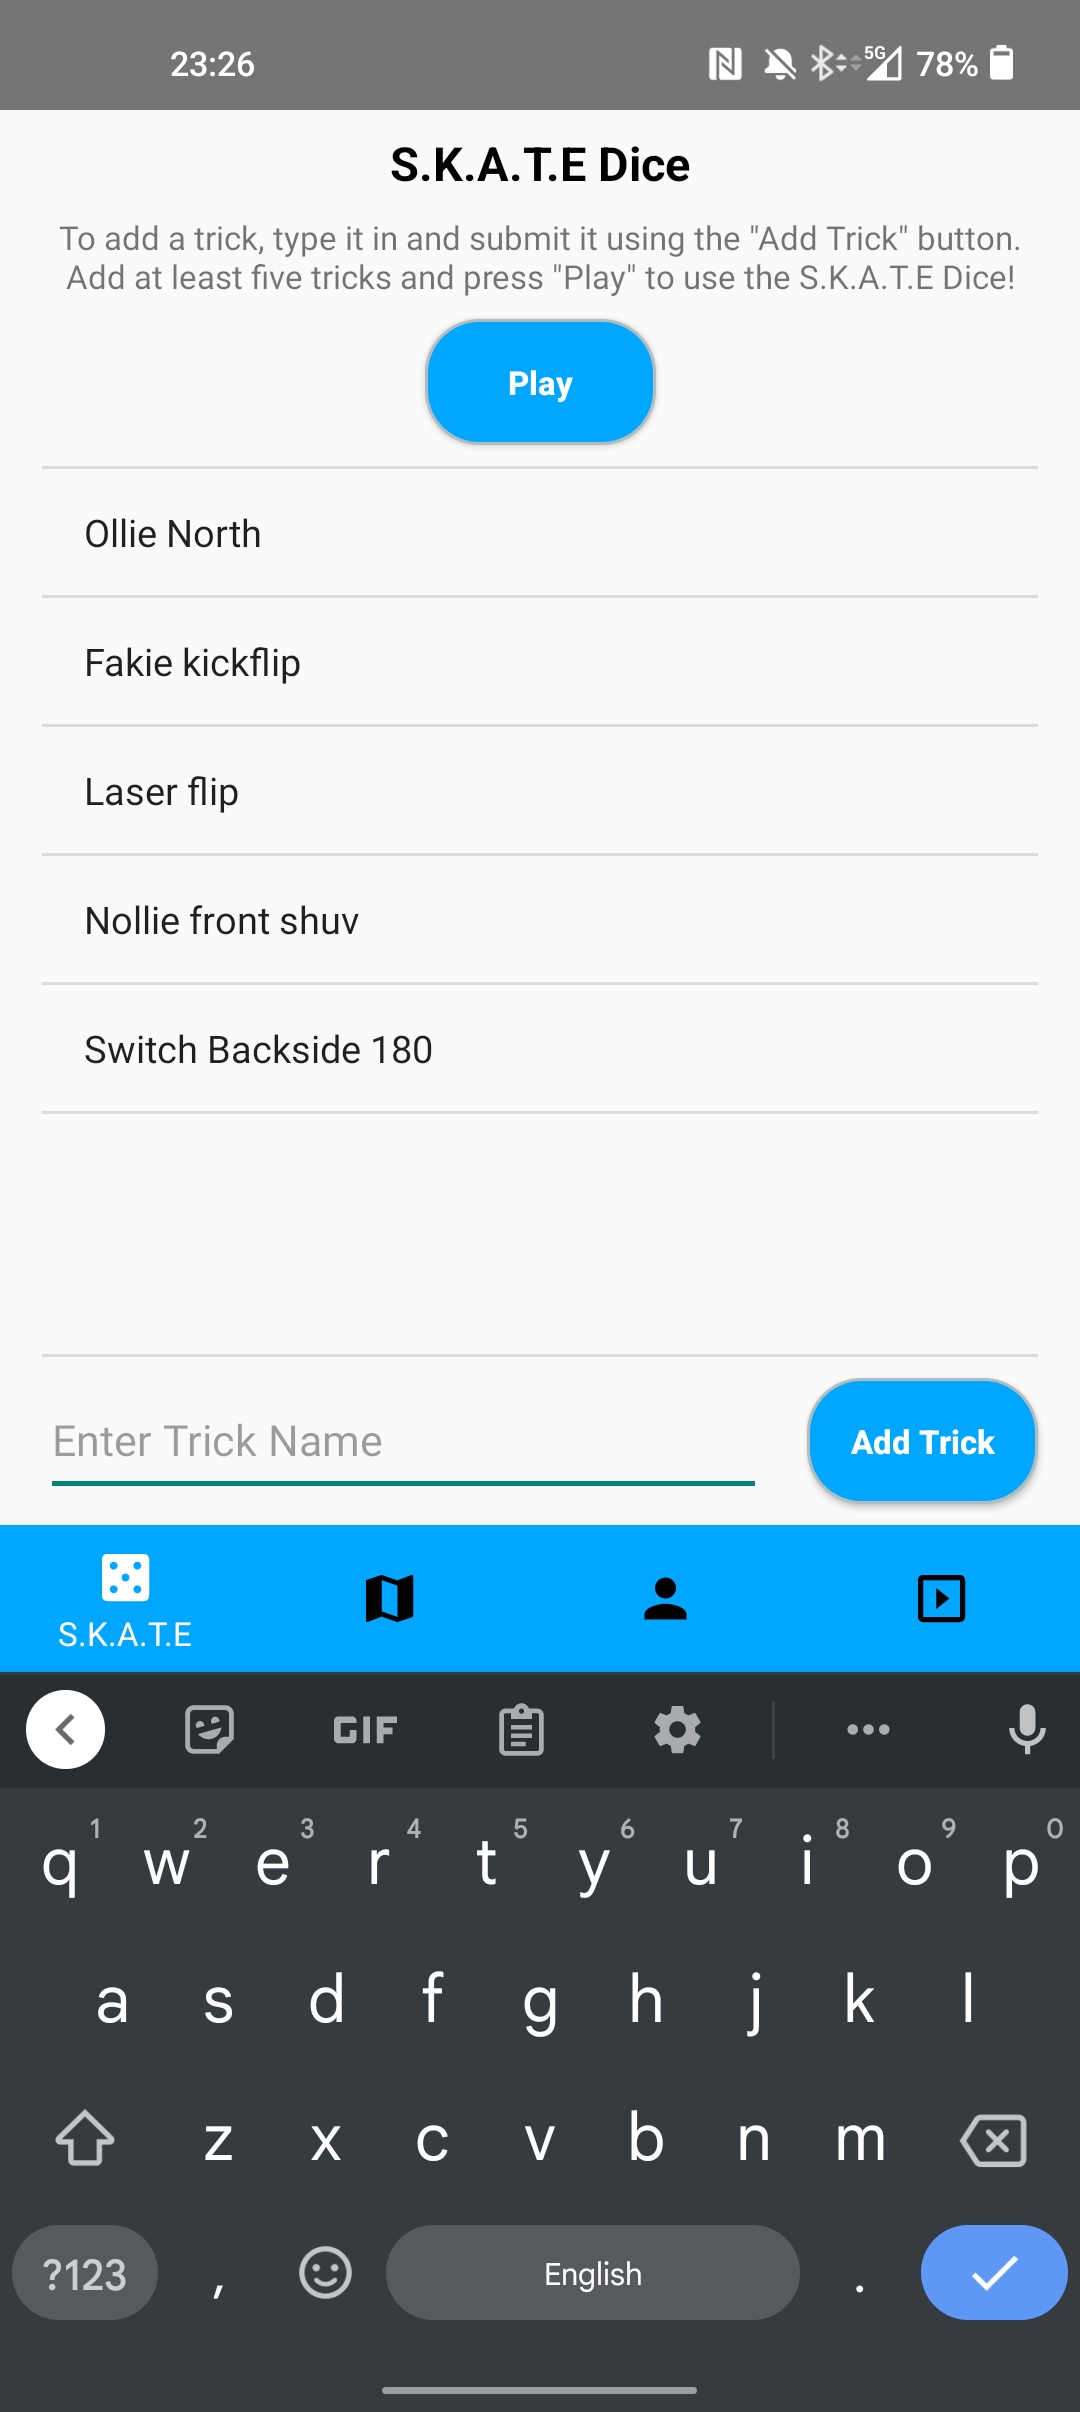 23:26
5G 78%
S.K.A.T.E Dice
To add a trick, type it in and submit it using the "Add Trick" button.
Add at least five tricks and press "Play" to use the S.K.A.T.E Dice!
Play
Ollie North
Fakie kickflip
Laser flip
Nollie front shuv
Switch Backside 180
Enter Trick Name
Add Trick
S.K.A.T.E
GIF
1 2 3 4 5 6 7 8 9 0
q w e r t y u i o p
a s d f g h j k l
z x c v b n m
?123 , English .